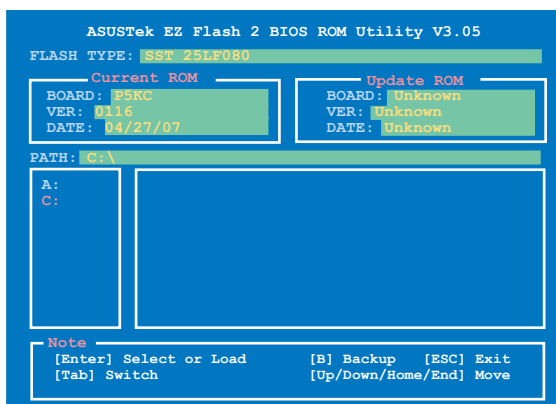 ASUSTek EZ Flash 2 BIOS ROM Utility V3.05
FLASH TYPE: SST 25LF080
Current ROM
BOARD: P5KC
VER: 0116
DATE: 04/27/07
Update ROM
BOARD: Unknown
VER: Unknown
DATE: Unknown
PATH: C:\
A:
C:
Note
[Enter] Select or Load [B] Backup [ESC] Exit
[Tab] Switch [Up/Down/Home/End] Move